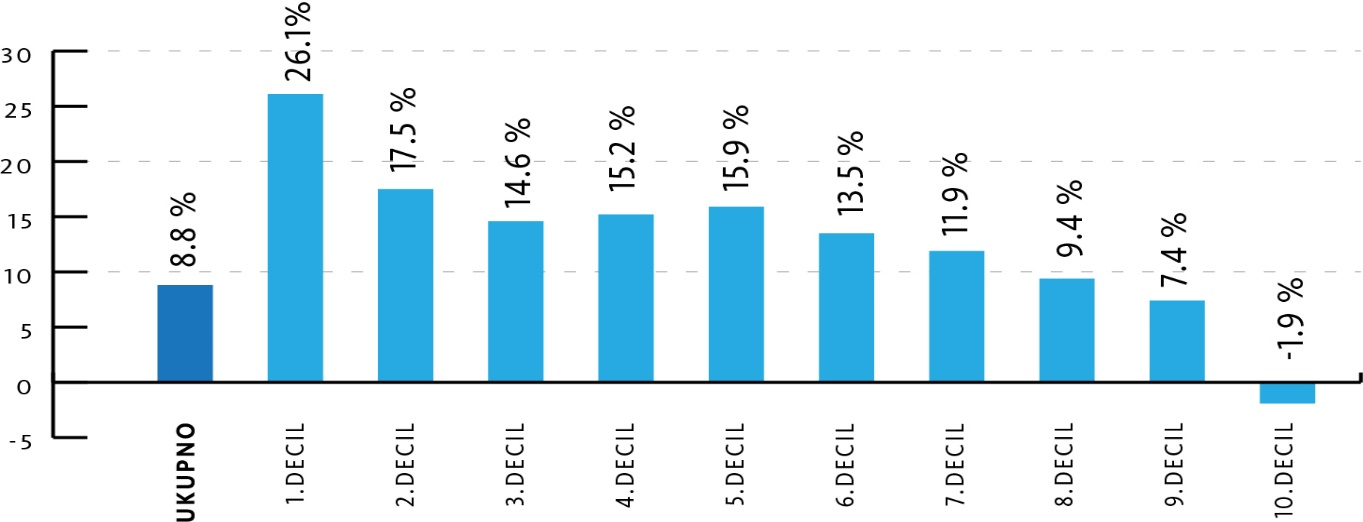 30
25
20
15
10
5
0
-5
8.8 %
26.1%
17.5 %
14.6 %
15.2 %
15.9 %
13.5 %
11.9 %
9.4 %
7.4 %
-1.9 %
UKUPNO
1.DECIL
2.DECIL
3.DECIL
4.DECIL
5.DECIL
6.DECIL
7.DECIL
8.DECIL
9.DECIL
10.DECIL